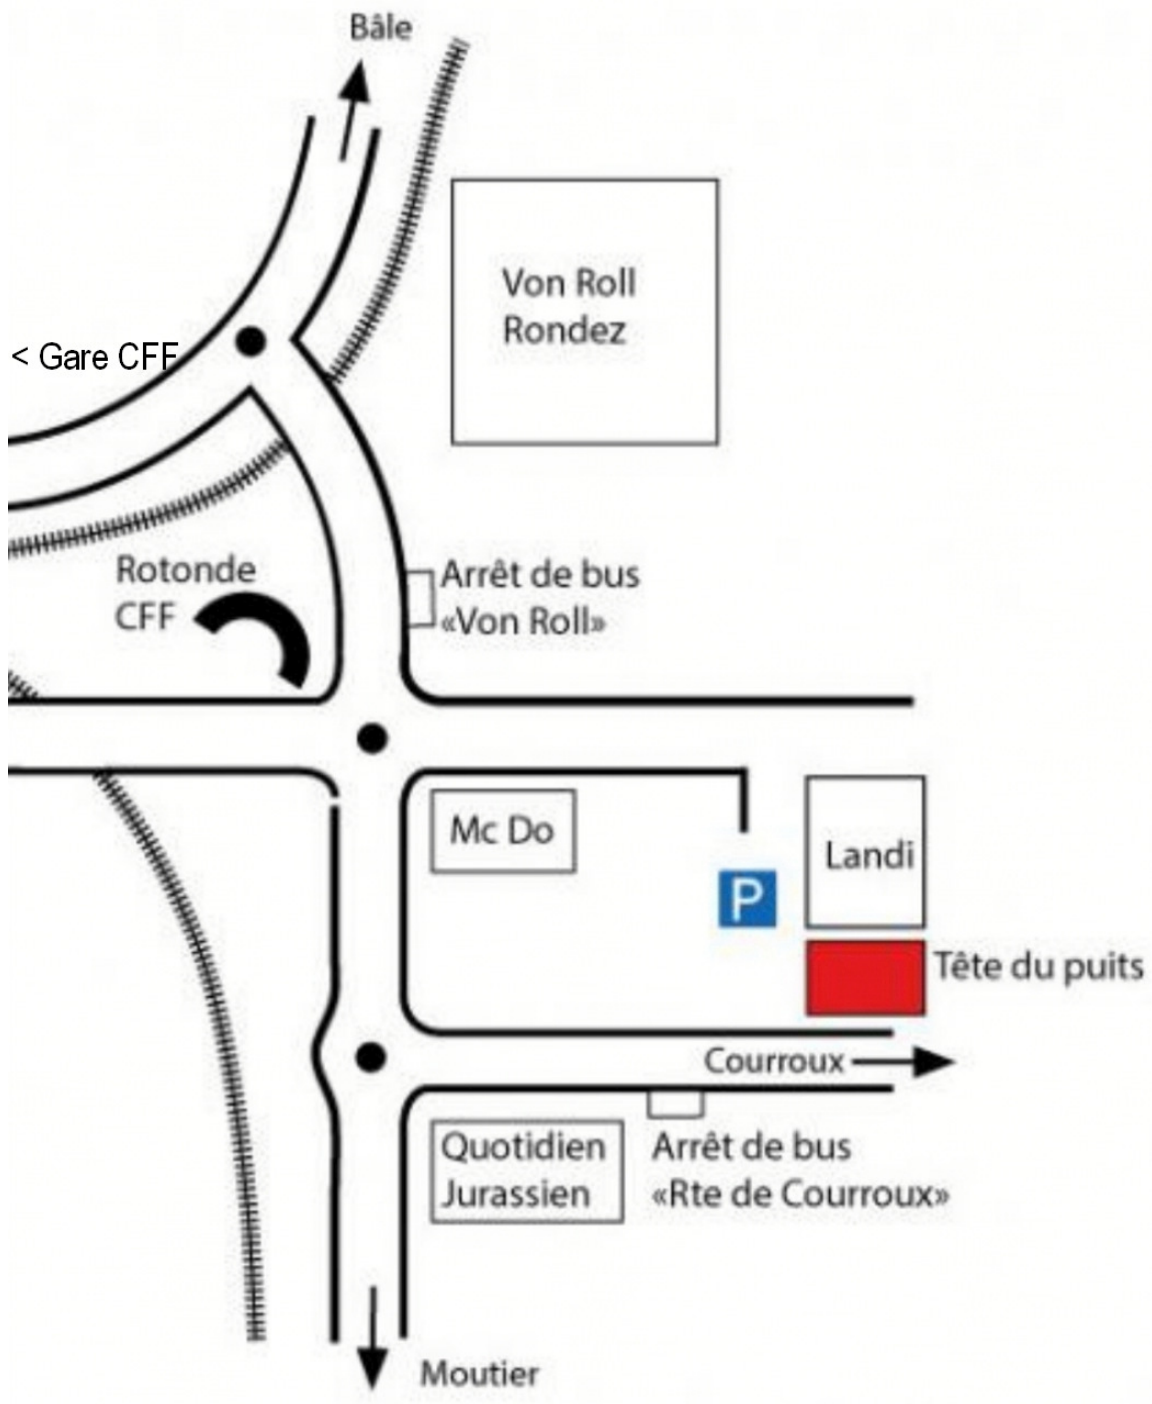 Bâle
Von Roll
Rondez
< Gare CFF
Rotonde
CFF
Arrêt de bus
«Von Roll»
Mc Do
Landi
P
Tête du puits
Courroux
Quotidien
Jurassien
Arrêt de bus
«Rte de Courroux»
Moutier